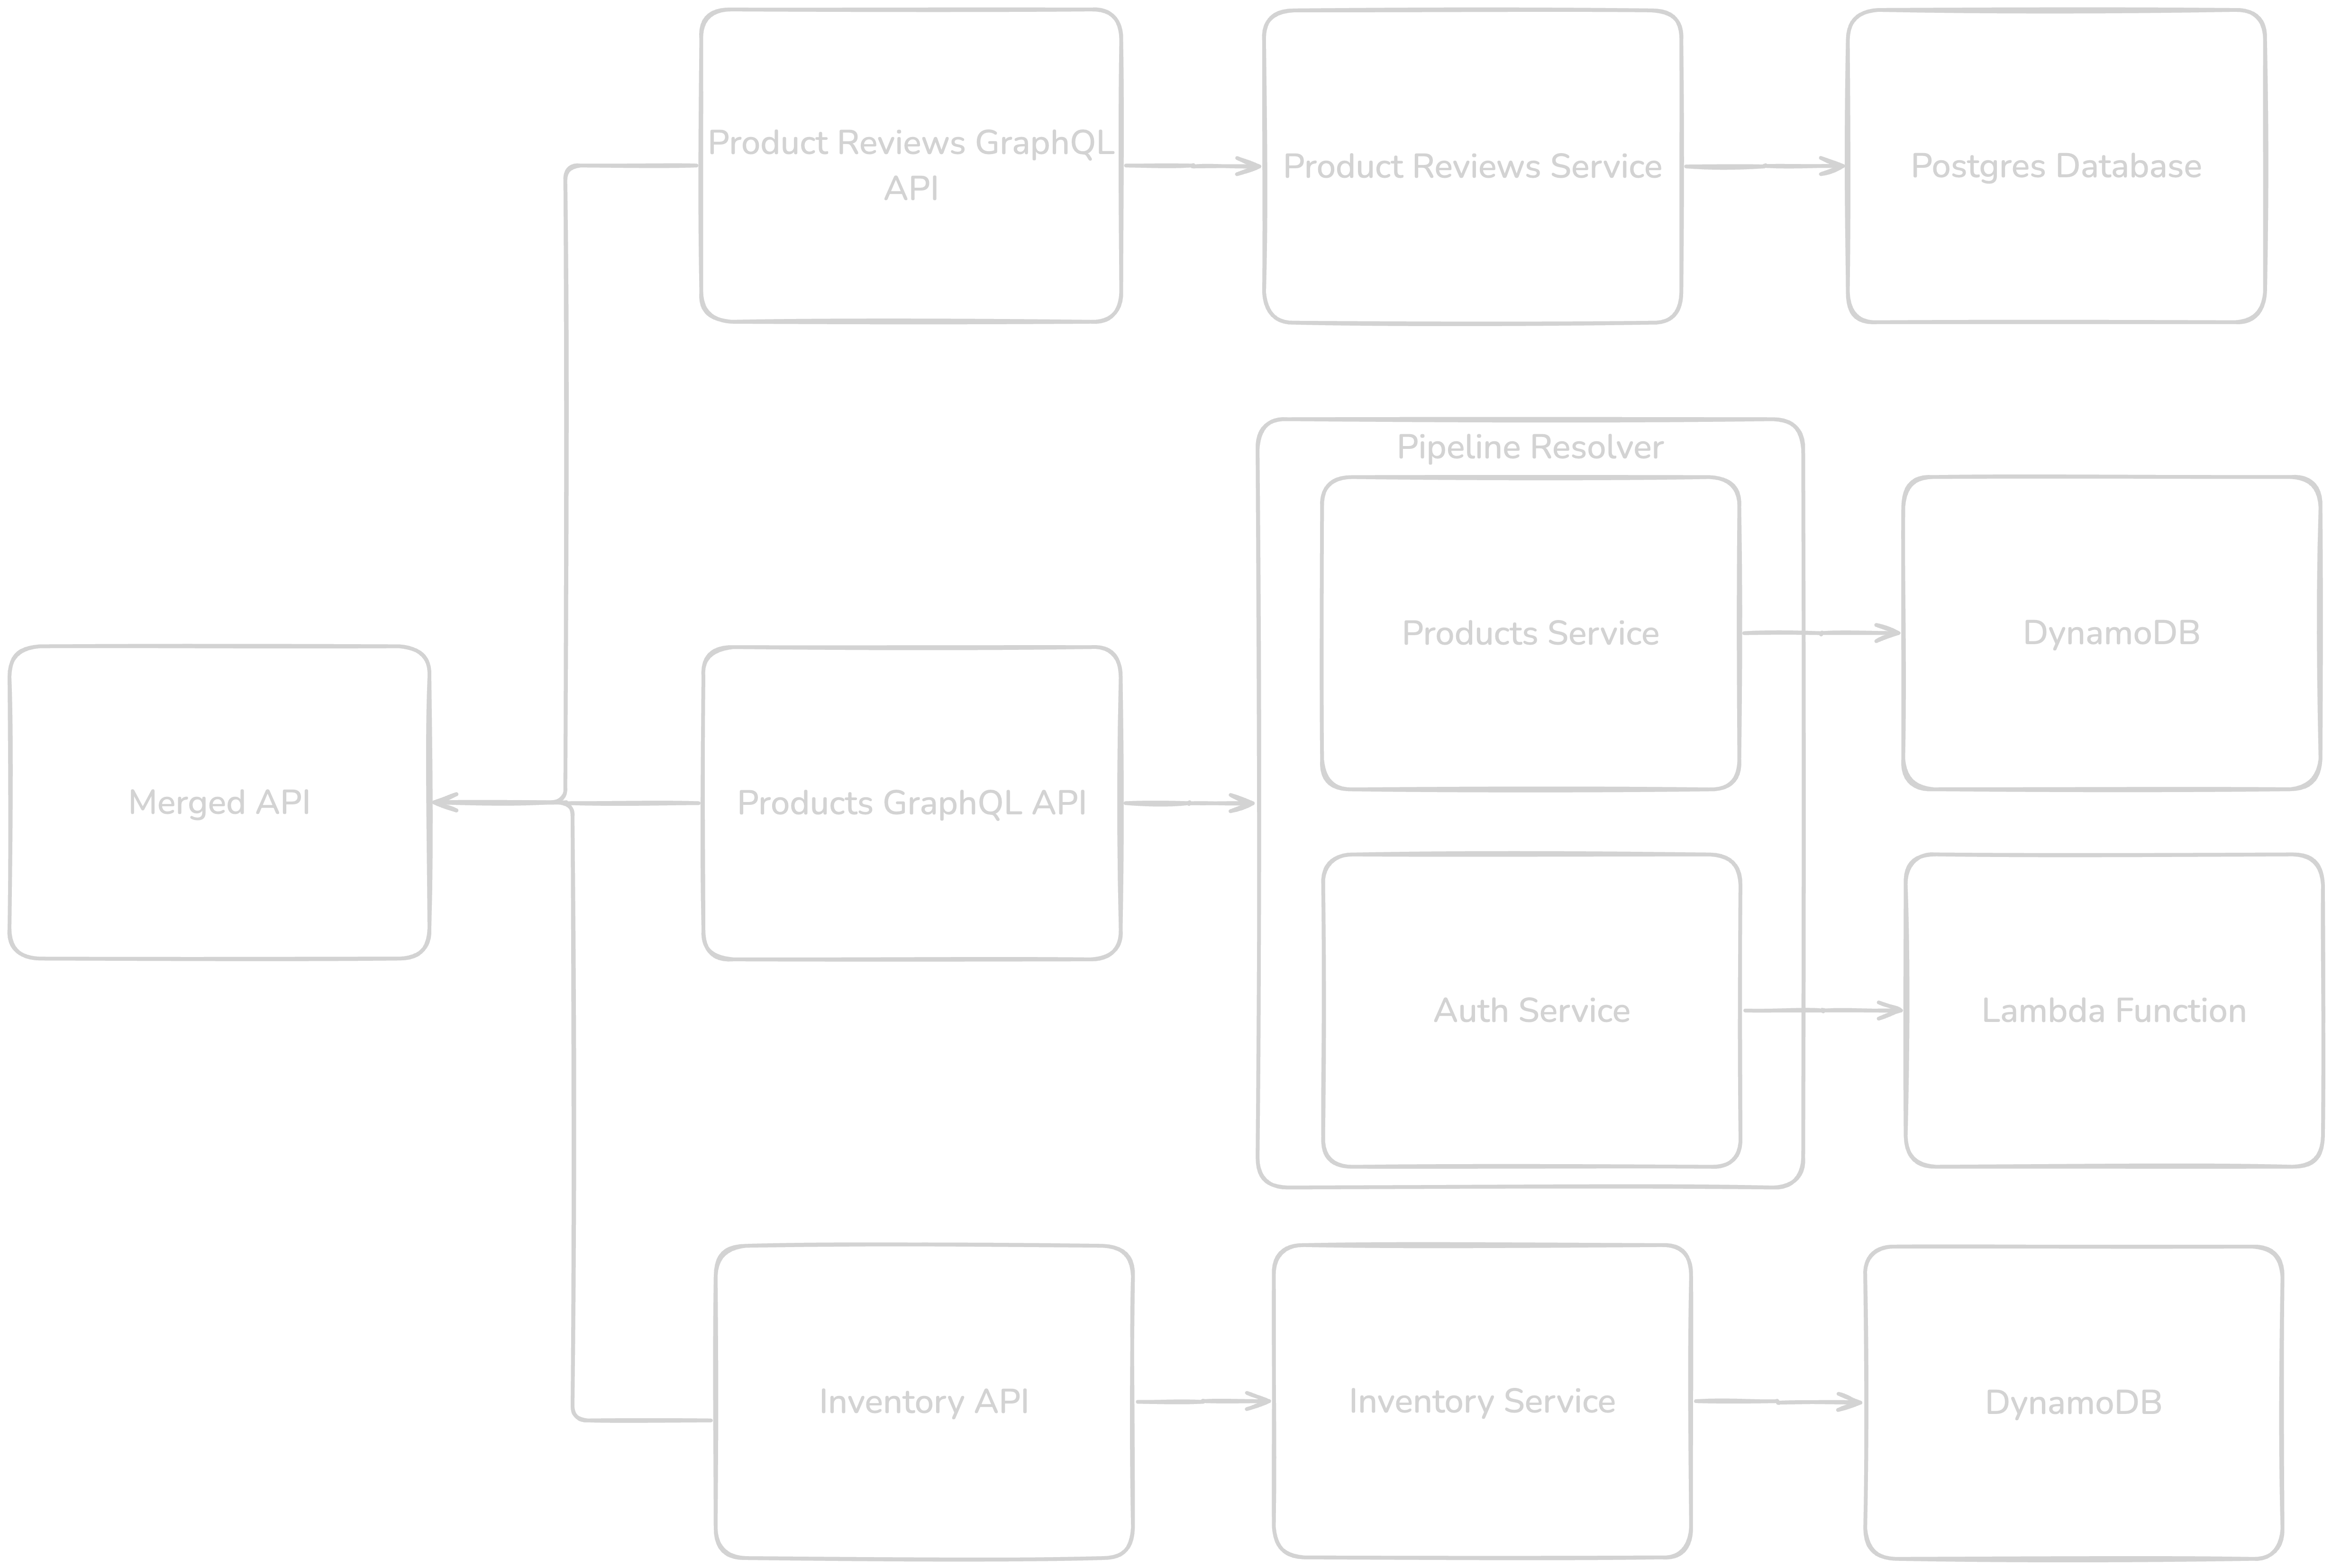 Product Reviews GraphQL
API
Product Reviews Service
Postgres Database
Pipeline Resolver
Products Service
DynamoDB
Merged API
Products GraphQL API
Auth Service
Lambda Function
Inventory API
Inventory Service
DynamoDB